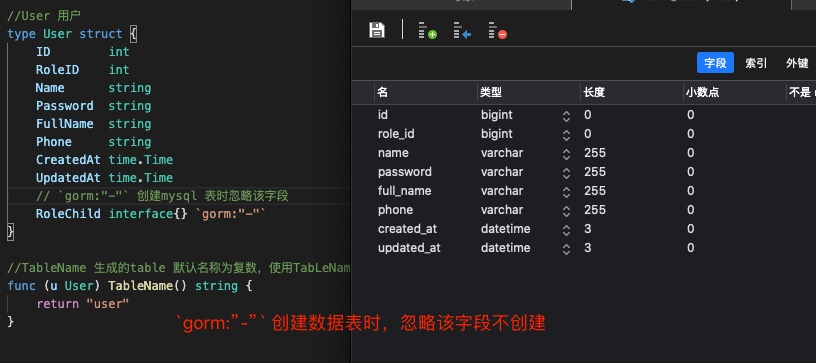 //User 用户
type User struct {
ID int
RoleID int
Name string
Password string
FullName string
Phone string
CreatedAt time.Time
UpdatedAt time.Time
// `gorm:"-"` 创建mysql 表时忽略该字段
RoleChild interface{} `gorm:"-"`
}
//TableName 生成的table 默认名称为复数，使用TabLeNam
func (u User) TableName() string {
return "user"
}
字段 索引 外键
名 类型 长度 小数点 不是
id bigint 0 0
role_id bigint 0 0
name varchar 255 0
password varchar 255 0
full_name varchar 255 0
phone varchar 255 0
created_at datetime 3 0
updated_at datetime 3 0
`gorm:”-”` 创建数据表时，忽略该字段不创建